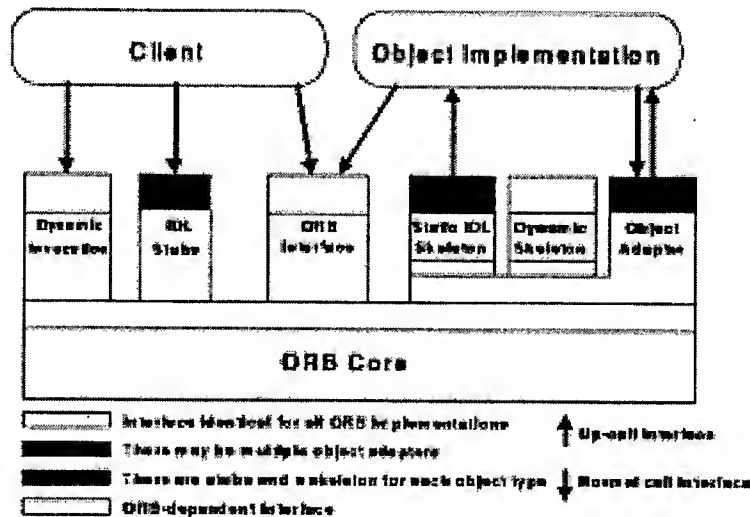 Client
Object Implementation
Dynamic
Invocation
IDL
Stubs
ORB
Interface
Static IDL
Skeleton
Dynamic
Skeleton
Object
Adapter
ORB Core
Interface identical for all ORB implementations
There may be multiple object adapters
There are stubs and a skeleton for each object type
ORB-dependent interface
Up-call interface
Normal call interface